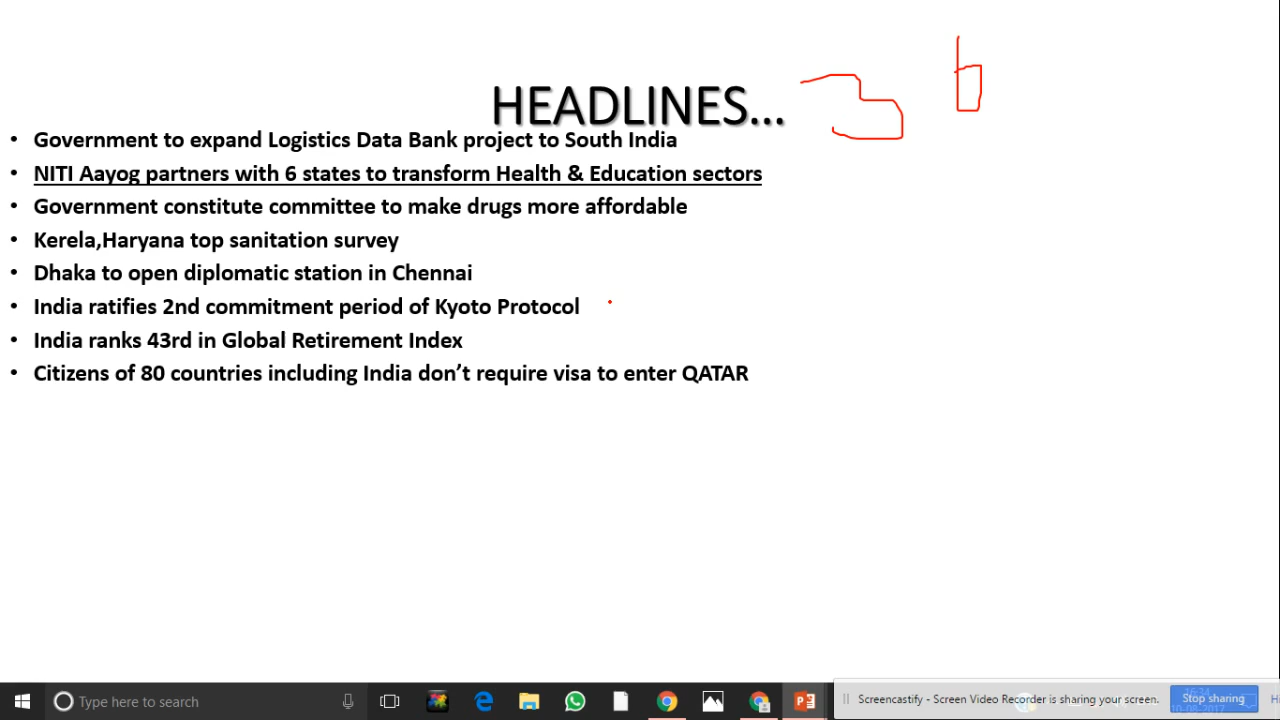 HEADLINES...
3 6
• Government to expand Logistics Data Bank project to South India
• NITI Aayog partners with 6 states to transform Health & Education sectors
• Government constitute committee to make drugs more affordable
• Kerela,Haryana top sanitation survey
• Dhaka to open diplomatic station in Chennai
• India ratifies 2nd commitment period of Kyoto Protocol
• India ranks 43rd in Global Retirement Index
• Citizens of 80 countries including India don’t require visa to enter QATAR
Type here to search
Screencastify - Screen Video Recorder is sharing your screen.
Stop sharing